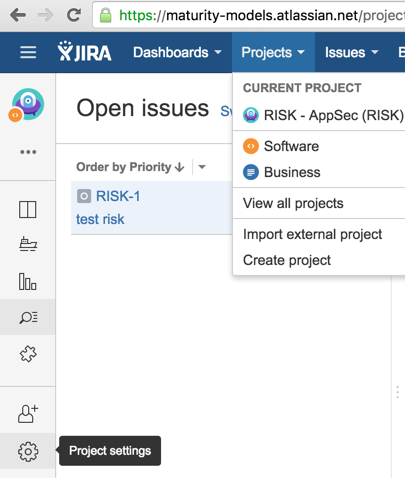 https://maturity-models.atlassian.net/project
JIRA Dashboards Projects Issues B
CURRENT PROJECT
RISK - AppSec (RISK)
Software
Business
View all projects
Import external project
Create project
Open issues Sw
Order by Priority
RISK-1
test risk
Project settings